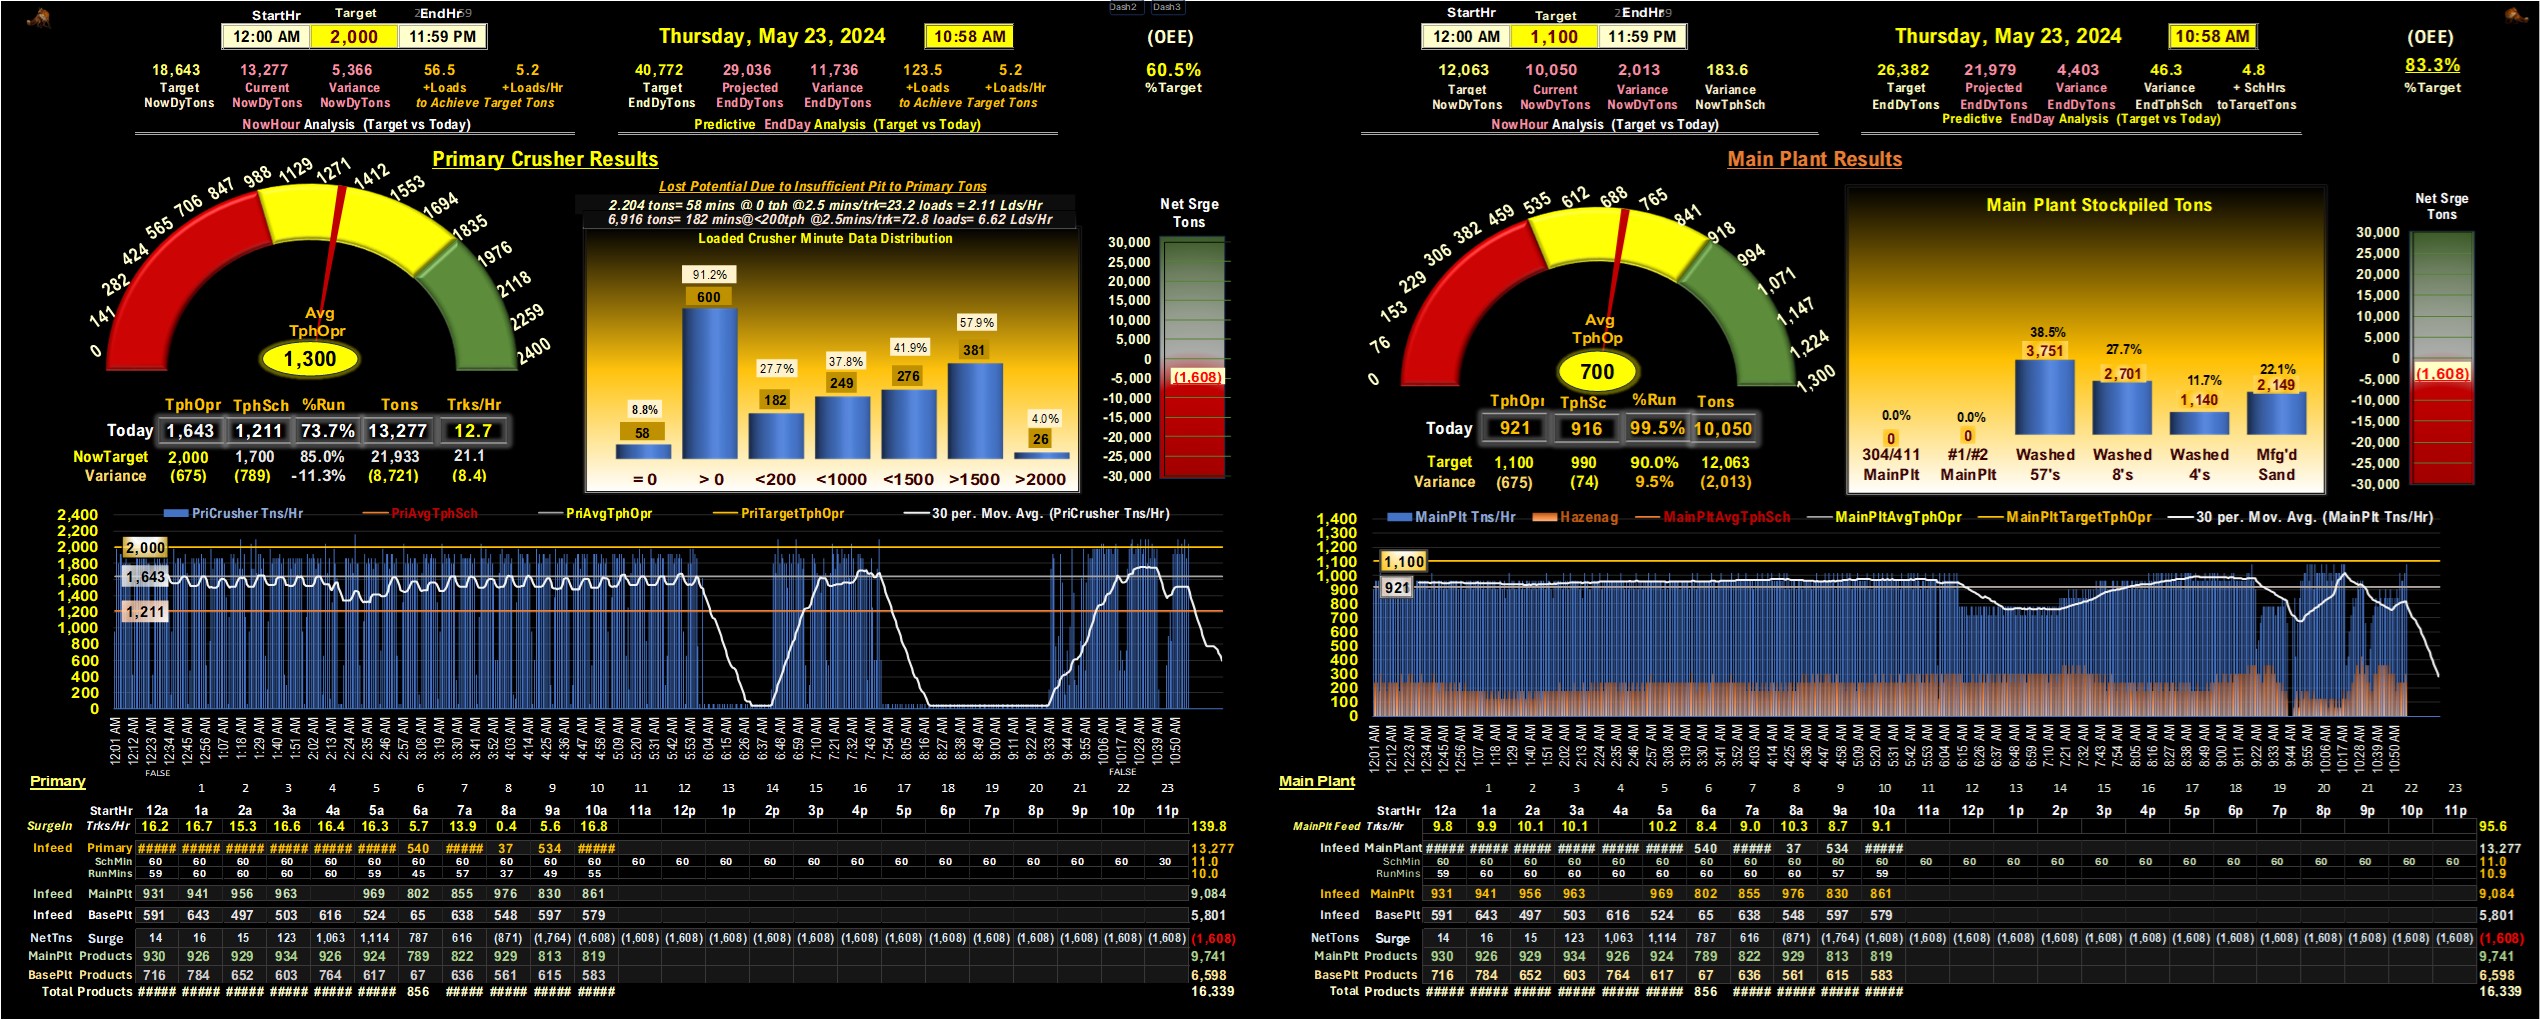 Dash2 Dash3
StartHr Target EndHr
12:00 AM 2,000 11:59 PM
Thursday, May 23, 2024 10:58 AM
(OEE)
60.5%
%Target
18,643 13,277 5,366 56.5 5.2
Target Current Variance +Loads +Loads/Hr
NowDyTons NowDyTons NowDyTons to Achieve Target Tons
NowHour Analysis (Target vs Today)
40,772 29,036 11,736 123.5 5.2
Target Projected Variance +Loads +Loads/Hr
EndDyTons EndDyTons EndDyTons to Achieve Target Tons
Predictive EndDay Analysis (Target vs Today)
Primary Crusher Results
0 141 282 424 565 706 847 988 1129 1271 1412 1553 1694 1835 1976 2118 2259 2400
Avg
TphOpr
1,300
TphOpr TphSch %Run Tons Trks/Hr
Today 1,643 1,211 73.7% 13,277 12.7
NowTarget 2,000 1,700 85.0% 21,933 21.1
Variance (675) (789) -11.3% (8,721) (8.4)
Lost Potential Due to Insufficient Pit to Primary Tons
2.204 tons= 58 mins @ 0 tph @2.5 mins/trk=23.2 loads = 2.11 Lds/Hr
6,916 tons= 182 mins@<200tph @2.5mins/trk=72.8 loads= 6.62 Lds/Hr
Loaded Crusher Minute Data Distribution
8.8% 91.2% 27.7% 37.8% 41.9% 57.9% 4.0%
58 600 182 249 276 381 26
= 0 > 0 <200 <1000 <1500 >1500 >2000
Net Srge
Tons
30,000
25,000
20,000
15,000
10,000
5,000
0
-5,000
-10,000
-15,000
-20,000
-25,000
-30,000
(1,608)
PriCrusher Tns/Hr PriAvgTphSch PriAvgTphOpr PriTargetTphOpr 30 per. Mov. Avg. (PriCrusher Tns/Hr)
2,400
2,200
2,000
1,800
1,600
1,400
1,200
1,000
800
600
400
200
0
2,000
1,643
1,211
12:01 AM 12:12 AM 12:23 AM 12:34 AM 12:45 AM 12:56 AM 1:07 AM 1:18 AM 1:29 AM 1:40 AM 1:51 AM 2:02 AM 2:13 AM 2:24 AM 2:35 AM 2:46 AM 2:57 AM 3:08 AM 3:19 AM 3:30 AM 3:41 AM 3:52 AM 4:03 AM 4:14 AM 4:25 AM 4:36 AM 4:47 AM 4:58 AM 5:09 AM 5:20 AM 5:31 AM 5:42 AM 5:53 AM 6:04 AM 6:15 AM 6:26 AM 6:37 AM 6:48 AM 6:59 AM 7:10 AM 7:21 AM 7:32 AM 7:43 AM 7:54 AM 8:05 AM 8:16 AM 8:27 AM 8:38 AM 8:49 AM 9:00 AM 9:11 AM 9:22 AM 9:33 AM 9:44 AM 9:55 AM 10:06 AM 10:17 AM 10:28 AM 10:39 AM 10:50 AM
FALSE FALSE
Primary
1 2 3 4 5 6 7 8 9 10 11 12 13 14 15 16 17 18 19 20 21 22 23
StartHr 12a 1a 2a 3a 4a 5a 6a 7a 8a 9a 10a 11a 12p 1p 2p 3p 4p 5p 6p 7p 8p 9p 10p 11p
SurgeIn Trks/Hr 16.2 16.7 15.3 16.6 16.4 16.3 5.7 13.9 0.4 5.6 16.8 139.8
Infeed Primary ##### ##### ##### ##### ##### ##### 540 ##### 37 534 ##### 13,277
SchMin 60 60 60 60 60 60 60 60 60 60 60 60 60 60 60 60 60 60 60 60 60 60 60 30 11.0
RunMins 59 60 60 60 60 59 45 57 37 49 55 10.0
Infeed MainPlt 931 941 956 963 969 802 855 976 830 861 9,084
Infeed BasePlt 591 643 497 503 616 524 65 638 548 597 579 5,801
NetTns Surge 14 16 15 123 1,063 1,114 787 616 (871) (1,764) (1,608) (1,608) (1,608) (1,608) (1,608) (1,608) (1,608) (1,608) (1,608) (1,608) (1,608) (1,608) (1,608) (1,608) (1,608)
MainPlt Products 930 926 929 934 926 924 789 822 929 813 819 9,741
BasePlt Products 716 784 652 603 764 617 67 636 561 615 583 6,598
Total Products ##### ##### ##### ##### ##### ##### 856 ##### ##### ##### ##### 16,339
StartHr Target EndHr
12:00 AM 1,100 11:59 PM
Thursday, May 23, 2024 10:58 AM
(OEE)
83.3%
%Target
12,063 10,050 2,013 183.6
Target Current Variance Variance
NowDyTons NowDyTons NowDyTons NowTphSch
NowHour Analysis (Target vs Today)
26,382 21,979 4,403 46.3 4.8
Target Projected Variance Variance + SchHrs
EndDyTons EndDyTons EndDyTons EndTphSch toTargetTons
Predictive EndDay Analysis (Target vs Today)
Main Plant Results
0 76 153 229 306 382 459 535 612 688 765 841 918 994 1,071 1,147 1,224 1,300
Avg
TphOp
700
TphOpr TphSc %Run Tons
Today 921 916 99.5% 10,050
Target 1,100 990 90.0% 12,063
Variance (675) (74) 9.5% (2,013)
Main Plant Stockpiled Tons
0.0% 0.0% 38.5% 27.7% 11.7% 22.1%
0 0 3,751 2,701 1,140 2,149
304/411 #1/#2 Washed Washed Washed Mfg'd
MainPlt MainPlt 57's 8's 4's Sand
Net Srge
Tons
30,000
25,000
20,000
15,000
10,000
5,000
0
-5,000
-10,000
-15,000
-20,000
-25,000
-30,000
(1,608)
MainPlt Tns/Hr Hazenag MainPltAvgTphSch MainPltAvgTphOpr MainPltTargetTphOpr 30 per. Mov. Avg. (MainPlt Tns/Hr)
1,400
1,300
1,200
1,100
1,000
900
800
700
600
500
400
300
200
100
0
1,100
921
12:01 AM 12:12 AM 12:23 AM 12:34 AM 12:45 AM 12:56 AM 1:07 AM 1:18 AM 1:29 AM 1:40 AM 1:51 AM 2:02 AM 2:13 AM 2:24 AM 2:35 AM 2:46 AM 2:57 AM 3:08 AM 3:19 AM 3:30 AM 3:41 AM 3:52 AM 4:03 AM 4:14 AM 4:25 AM 4:36 AM 4:47 AM 4:58 AM 5:09 AM 5:20 AM 5:31 AM 5:42 AM 5:53 AM 6:04 AM 6:15 AM 6:26 AM 6:37 AM 6:48 AM 6:59 AM 7:10 AM 7:21 AM 7:32 AM 7:43 AM 7:54 AM 8:05 AM 8:16 AM 8:27 AM 8:38 AM 8:49 AM 9:00 AM 9:11 AM 9:22 AM 9:33 AM 9:44 AM 9:55 AM 10:06 AM 10:17 AM 10:28 AM 10:39 AM 10:50 AM
Main Plant
1 2 3 4 5 6 7 8 9 10 11 12 13 14 15 16 17 18 19 20 21 22 23
StartHr 12a 1a 2a 3a 4a 5a 6a 7a 8a 9a 10a 11a 12p 1p 2p 3p 4p 5p 6p 7p 8p 9p 10p 11p
MainPlt Feed Trks/Hr 9.8 9.9 10.1 10.1 10.2 8.4 9.0 10.3 8.7 9.1 95.6
Infeed MainPlant ##### ##### ##### ##### ##### ##### 540 ##### 37 534 ##### 13,277
SchMin 60 60 60 60 60 60 60 60 60 60 60 60 60 60 60 60 60 60 60 60 60 60 60 60 11.0
RunMins 59 60 60 60 60 60 60 60 60 57 59 10.9
Infeed MainPlt 931 941 956 963 969 802 855 976 830 861 9,084
Infeed BasePlt 591 643 497 503 616 524 65 638 548 597 579 5,801
NetTons Surge 14 16 15 123 1,063 1,114 787 616 (871) (1,764) (1,608) (1,608) (1,608) (1,608) (1,608) (1,608) (1,608) (1,608) (1,608) (1,608) (1,608) (1,608) (1,608) (1,608) (1,608)
MainPlt Products 930 926 929 934 926 924 789 822 929 813 819 9,741
BasePlt Products 716 784 652 603 764 617 67 636 561 615 583 6,598
Total Products ##### ##### ##### ##### ##### ##### 856 ##### ##### ##### ##### 16,339